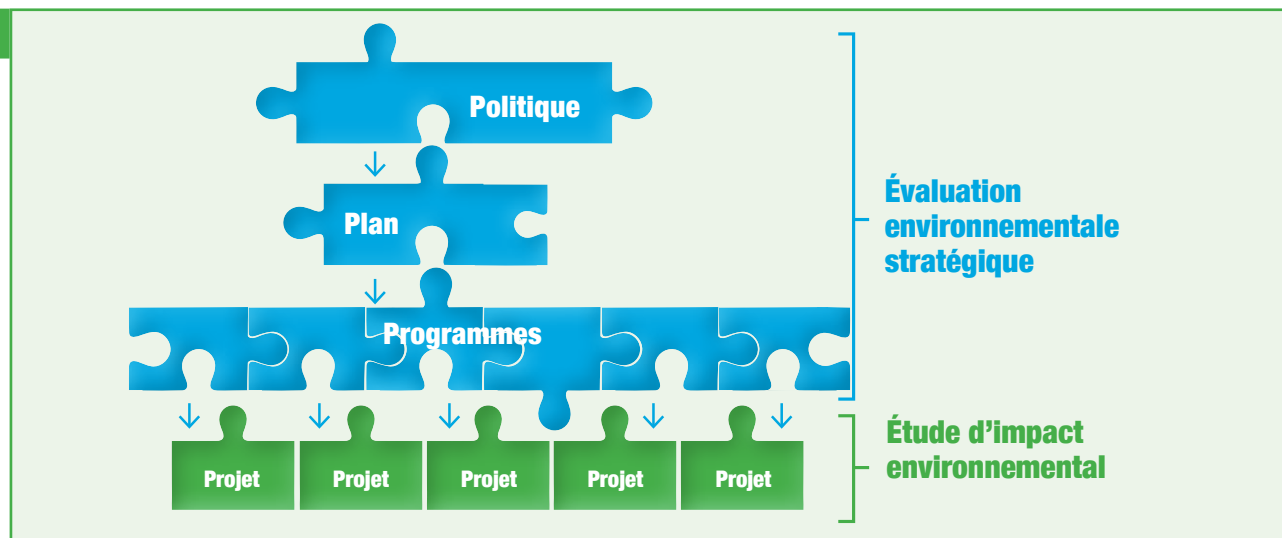 Politique
Plan
Programmes
Projet
Projet
Projet
Projet
Projet
Évaluation
environnementale
stratégique
Étude d’impact
environnemental